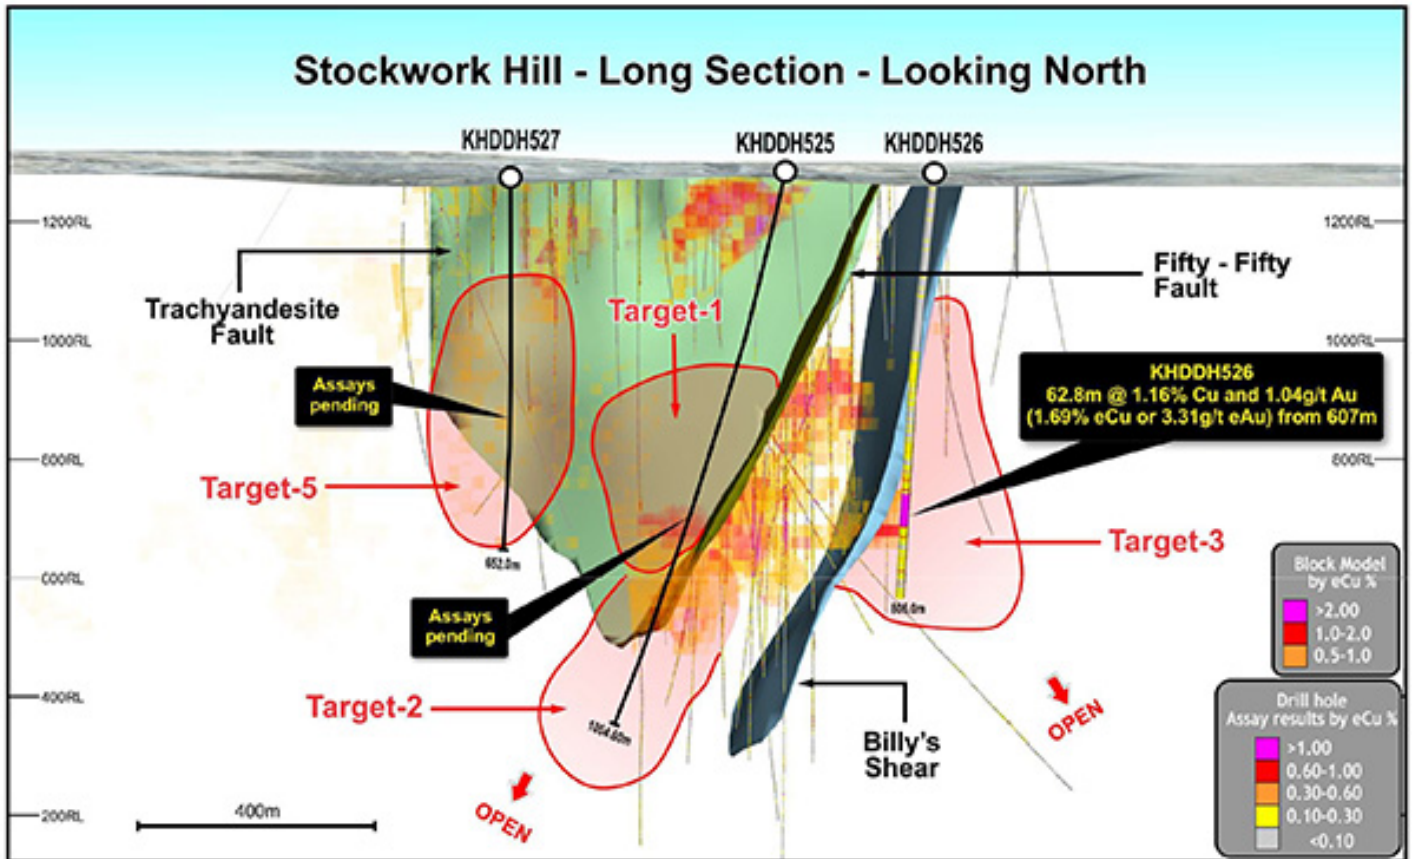 Stockwork Hill - Long Section - Looking North
KHDDH527
KHDDH525
KHDDH526
1200RL
1200RL
Trachyandesite
Fault
Fifty - Fifty
Fault
Target-1
1000RL
1000RL
Assays
pending
KHDDH526
62.8m @ 1.16% Cu and 1.04g/t Au
(1.69% eCu or 3.31g/t eAu) from 607m
800RL
800RL
Target-5
Target-3
652.0m
600RL
Block Model
by eCu %
>2.00
1.0-2.0
0.5-1.0
Assays
pending
806.6m
400RL
Target-2
1054.60m
OPEN
OPEN
Billy's
Shear
Drill hole
Assay results by eCu %
>1.00
0.60-1.00
0.30-0.60
0.10-0.30
<0.10
400m
200RL